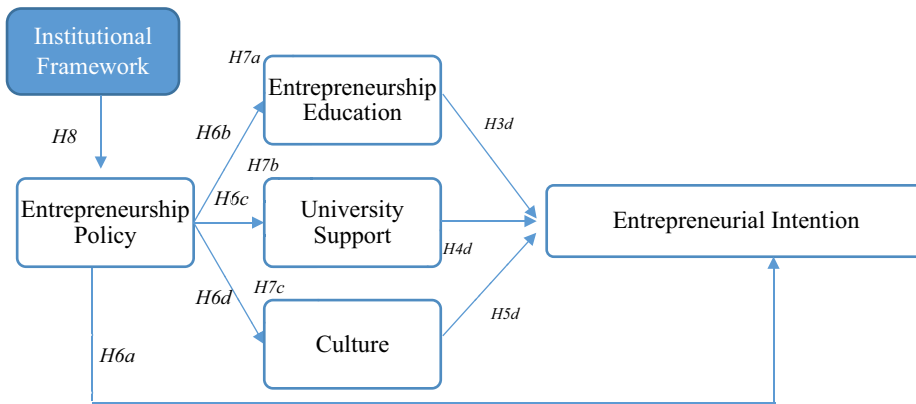 Institutional
Framework
H8
Entrepreneurship
Policy
H6a
H6b
H6c
H6d
H7a
Entrepreneurship
Education
H7b
University
Support
H7c
Culture
H3d
H4d
H5d
Entrepreneurial Intention